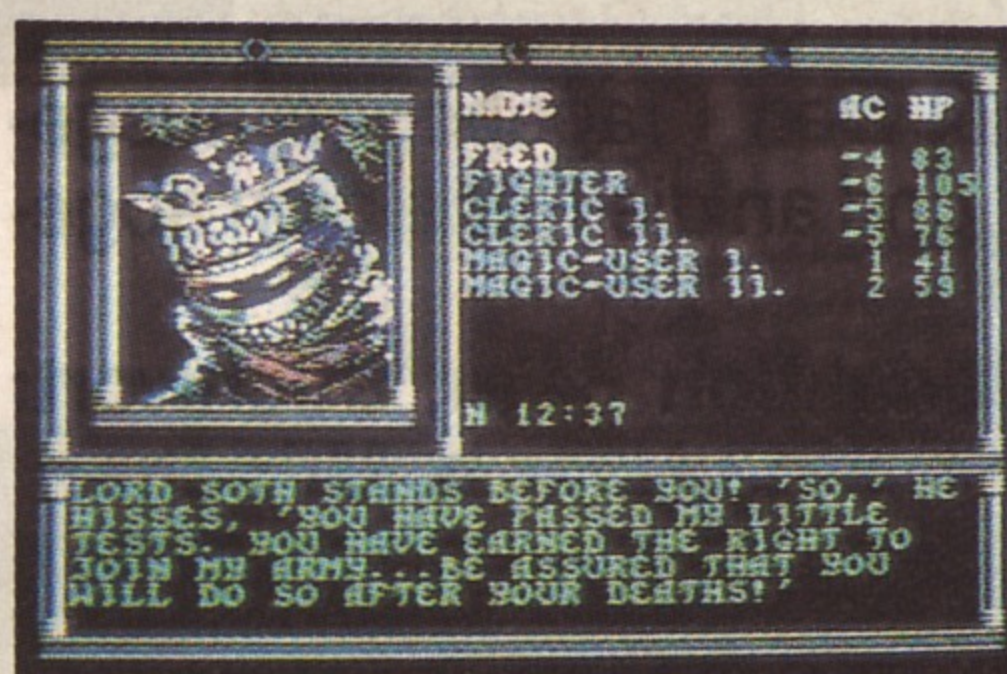 NAME AC HP
FRED -4 83
FIGHTER -6 105
CLERIC I. -5 86
CLERIC II. -5 76
MAGIC-USER I. 1 41
MAGIC-USER II. 2 59
N 12:37
LORD SOTH STANDS BEFORE YOU! 'SO,' HE
HISSES, 'YOU HAVE PASSED MY LITTLE
TESTS. YOU HAVE EARNED THE RIGHT TO
JOIN MY ARMY...BE ASSURED THAT YOU
WILL DO SO AFTER YOUR DEATHS!'